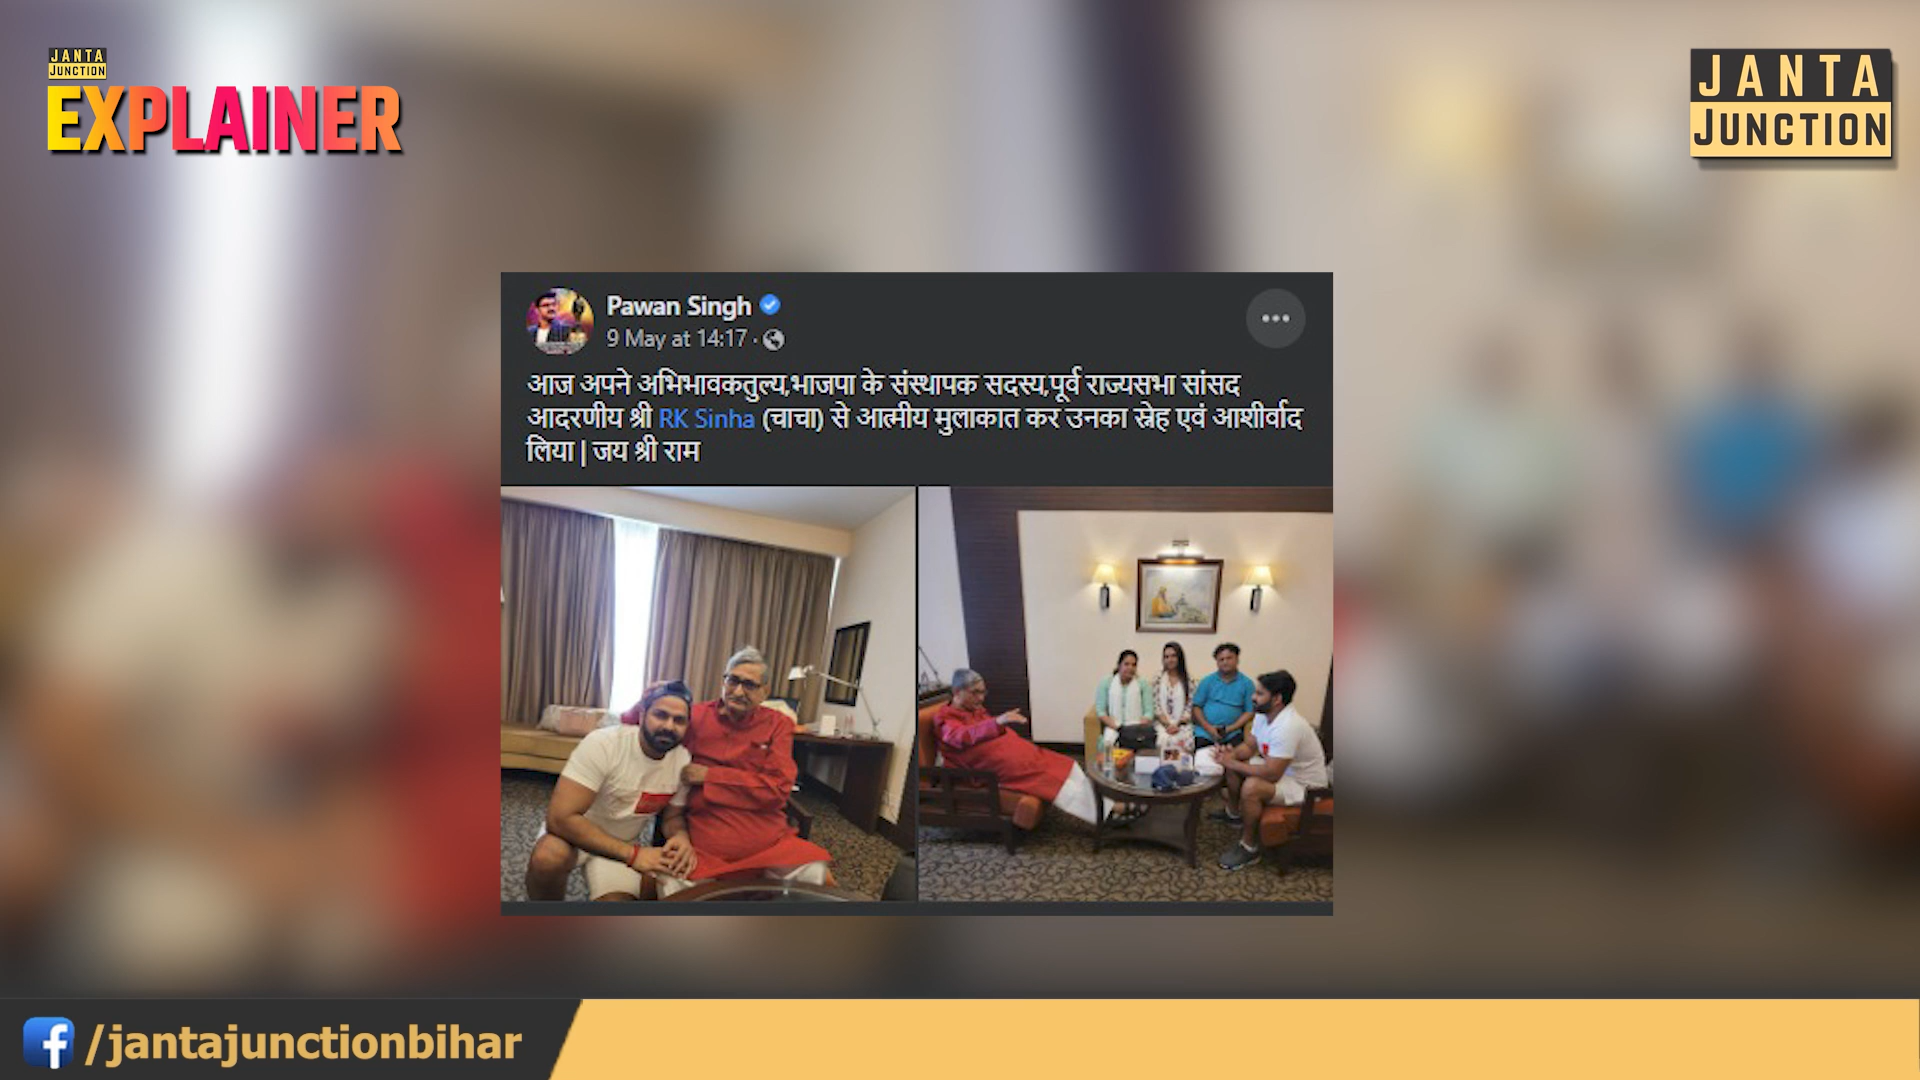 JANTA
JUNCTION
EXPLAINER
JANTA
JUNCTION
Pawan Singh
9 May at 14:17 ·
आज अपने अभिभावकतुल्य,भाजपा के संस्थापक सदस्य,पूर्व राज्यसभा सांसद
आदरणीय श्री RK Sinha (चाचा) से आत्मीय मुलाकात कर उनका स्नेह एवं आशीर्वाद
लिया | जय श्री राम
/jantajunctionbihar